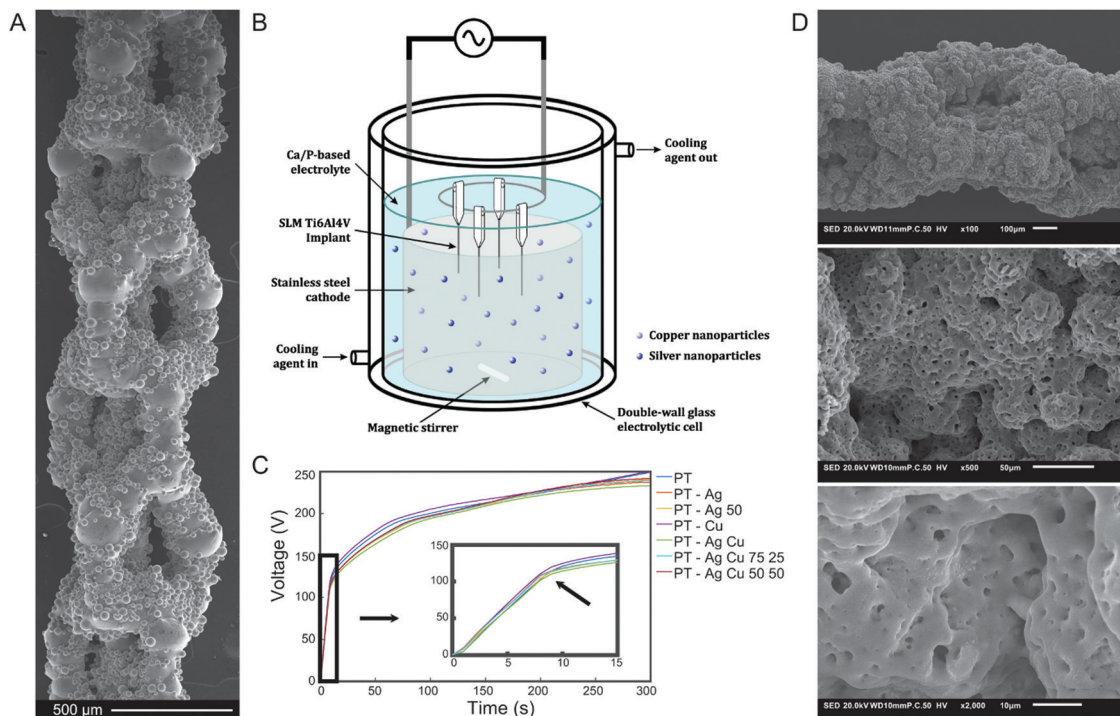 A
500 µm
B
Ca/P-based
electrolyte
SLM Ti6Al4V
Implant
Stainless steel
cathode
Cooling
agent in
Magnetic stirrer
Cooling
agent out
Copper nanoparticles
Silver nanoparticles
Double-wall glass
electrolytic cell
C
Voltage (V)
250
200
150
100
50
0
0 50 100 150 200 250 300
Time (s)
150
100
50
0
0 5 10 15
PT
PT - Ag
PT - Ag 50
PT - Cu
PT - Ag Cu
PT - Ag Cu 75 25
PT - Ag Cu 50 50
D
SED 20.0kV WD11mmP.C.50 HV x100 100µm
SED 20.0kV WD10mmP.C.50 HV x500 50µm
SED 20.0kV WD10mmP.C.50 HV x2,000 10µm